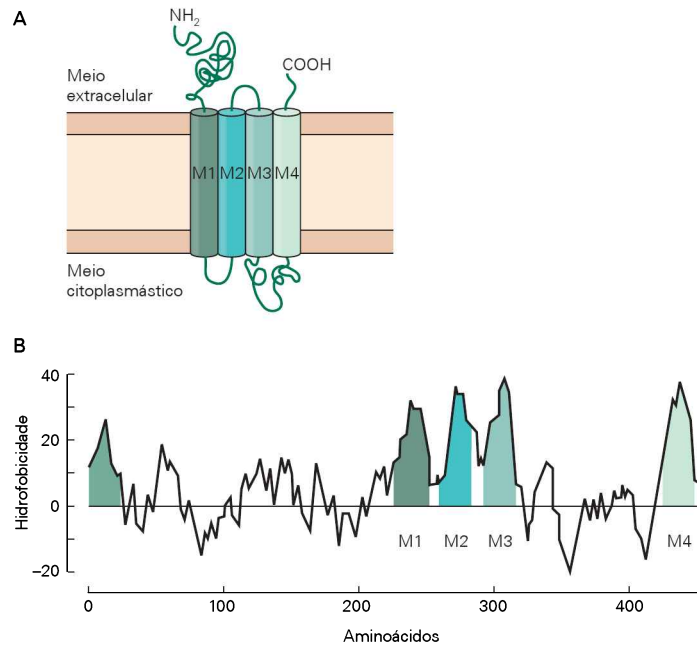 A
NH2
COOH
Meio
extracelular
M1 M2 M3 M4
Meio
citoplasmástico
B
40
20
0
–20
Hidrofobicidade
M1 M2 M3 M4
0 100 200 300 400
Aminoácidos